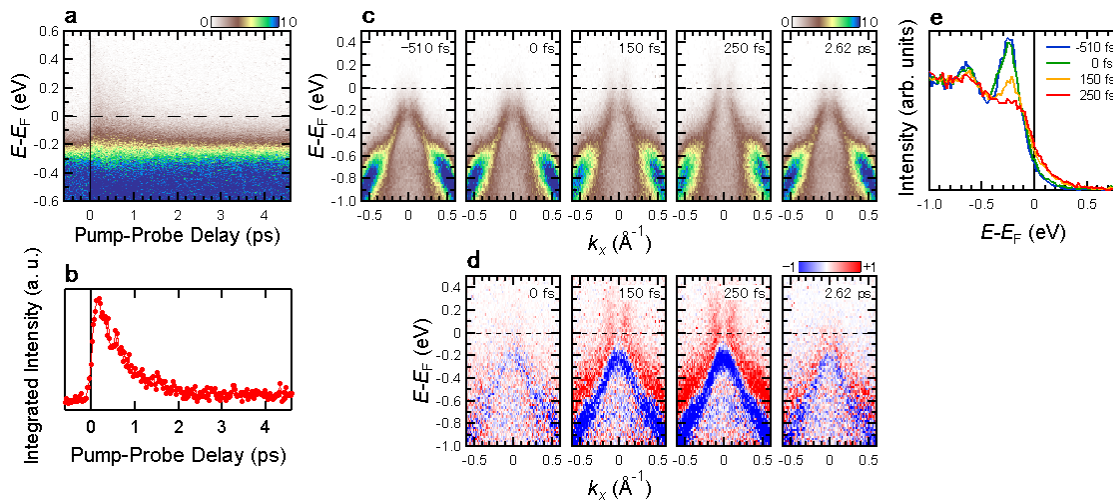 a
0 10
E-EF (eV)
0.4
0.2
0
-0.2
-0.4
0.6
0 1 2 3 4
Pump-Probe Delay (ps)
b
Integrated Intensity (a. u.)
0 1 2 3 4
Pump-Probe Delay (ps)
c
0 10
E-EF (eV)
0.4
0.2
0
-0.2
-0.4
-0.6
-0.8
-1.0
−510 fs
0 fs
150 fs
250 fs
2.62 ps
-0.5 0 0.5 -0.5 0 0.5 -0.5 0 0.5 -0.5 0 0.5 -0.5 0 0.5
kx (Å-1)
d
−1 +1
E-EF (eV)
0.4
0.2
0
-0.2
-0.4
-0.6
-0.8
-1.0
0 fs
150 fs
250 fs
2.62 ps
-0.5 0 0.5 -0.5 0 0.5 -0.5 0 0.5 -0.5 0 0.5
kx (Å-1)
e
Intensity (arb. units)
-510 fs
0 fs
150 fs
250 fs
-1.0 -0.5 0 0.5
E-EF (eV)